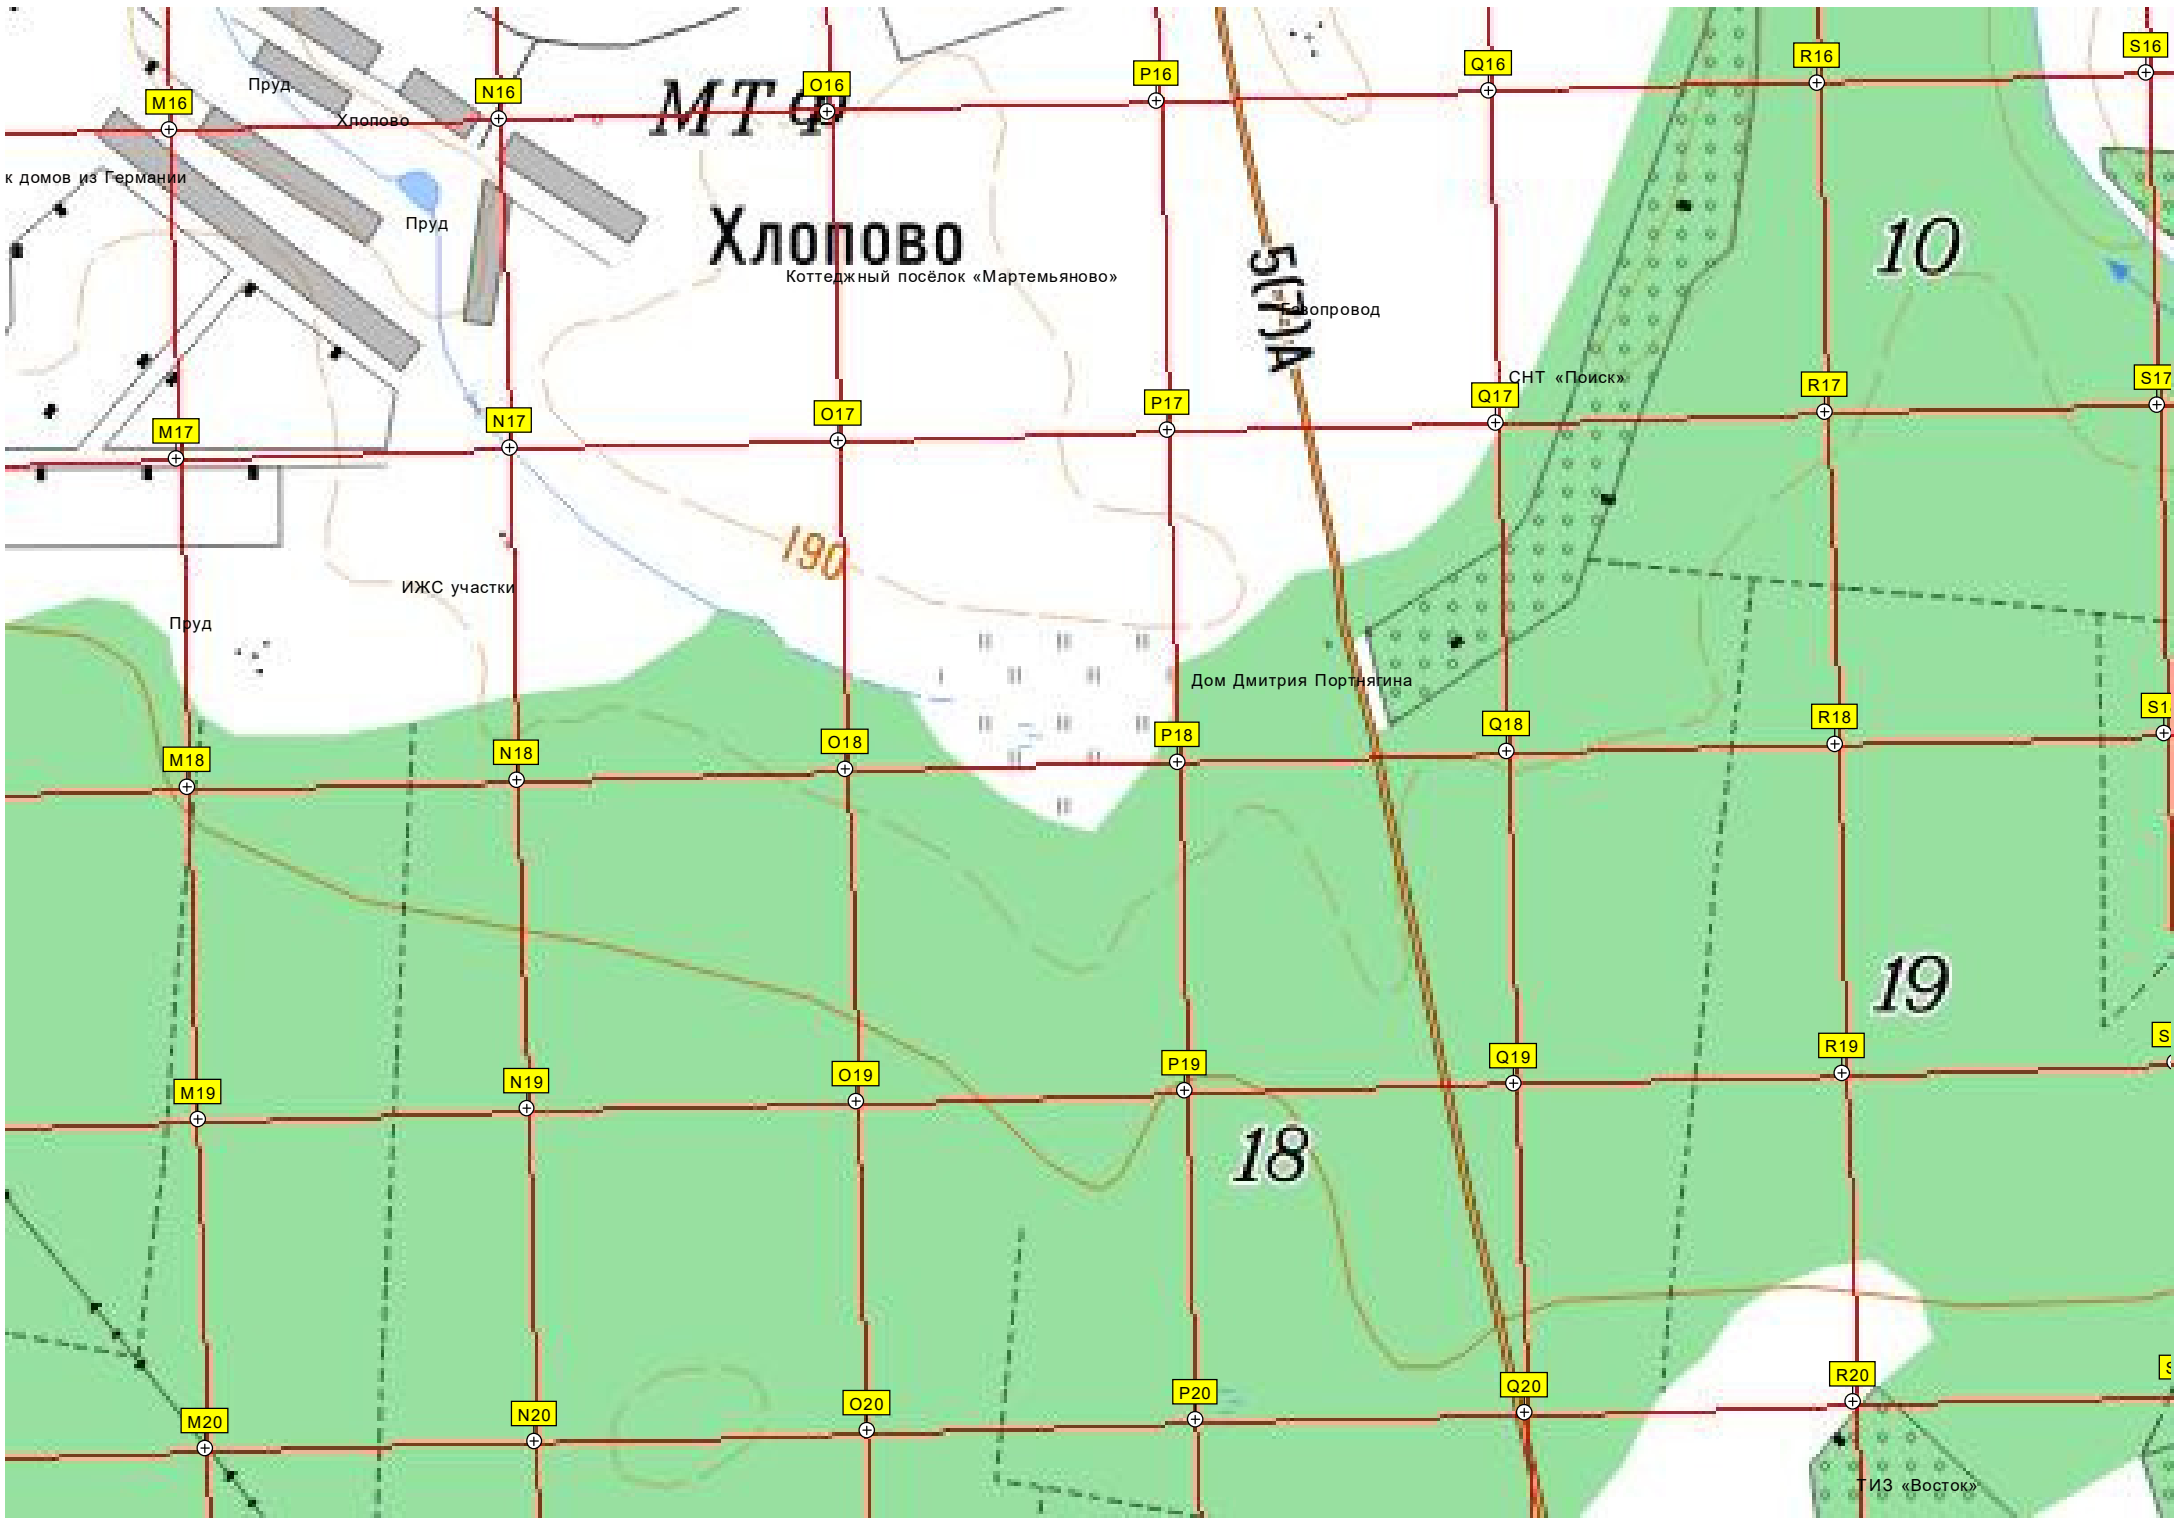 S16
R16
Q16
P16
O16
Пруд
N16
M16
МТФ
Хлопово
к домов из Германии
Пруд
Хлопово
10
Коттеджный посёлок «Мартемьяново»
5(7)А
Газопровод
СНТ «Поиск»
S17
R17
Q17
P17
O17
N17
M17
190
ИЖС участки
Пруд
Дом Дмитрия Портнягина
S1
R18
Q18
P18
O18
N18
M18
19
S
R19
Q19
P19
O19
N19
M19
18
S
R20
Q20
P20
O20
N20
M20
ТИЗ «Восток»